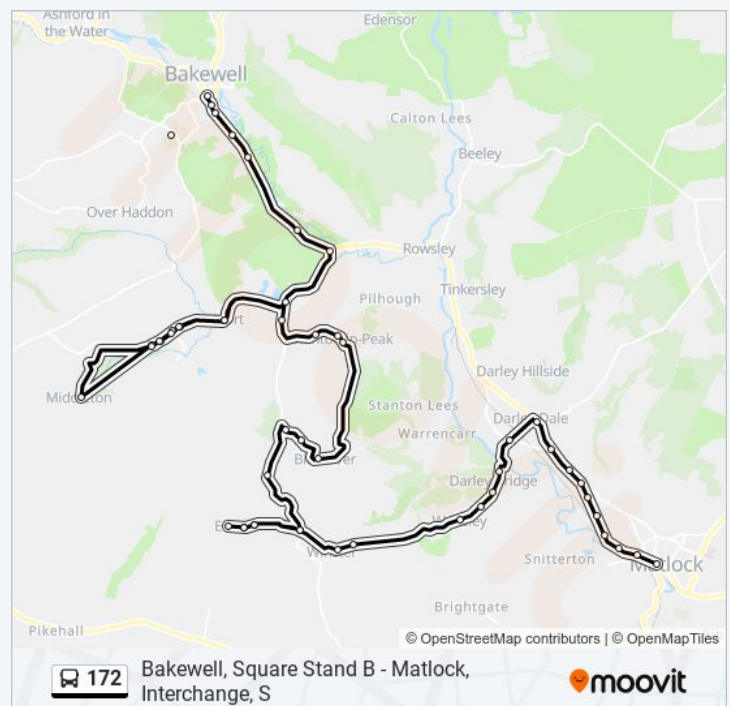 Ashford in
the Water
Edensor
Bakewell
Calton Lees
Beeley
Over Haddon
Rowsley
Pilhough
Tinkersley
Darley Hillside
Stanton Lees
Warrencarr
Snitterton
Matlock
Brightgate
Pikehall
© OpenStreetMap contributors | © OpenMapTiles
172
Bakewell, Square Stand B - Matlock,
Interchange, S
moovit